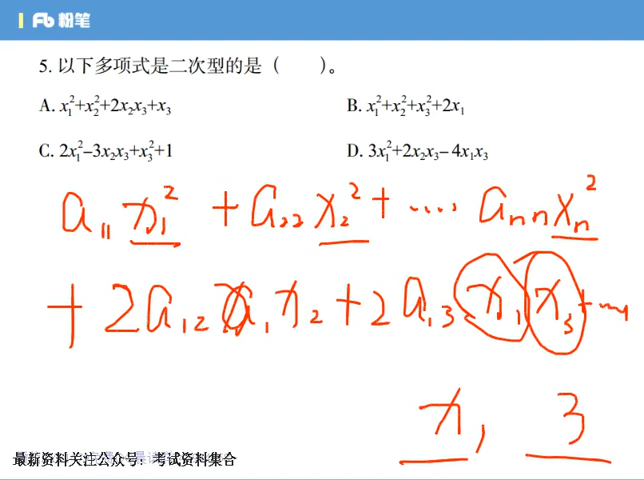 粉笔
5. 以下多项式是二次型的是（　　）。
A. x₁²+x₂²+2x₂x₃+x₃
B. x₁²+x₂²+x₃²+2x₁
C. 2x₁²−3x₂x₃+x₃²+1
D. 3x₁²+2x₂x₃−4x₁x₃
a₁₁x₁² + a₂₂x₂² + ···· aₙₙxₙ²
+ 2a₁₂x₁x₂ + 2a₁₃x₁x₃ + ···
x, 3
最新资料关注公众号：考试资料集合